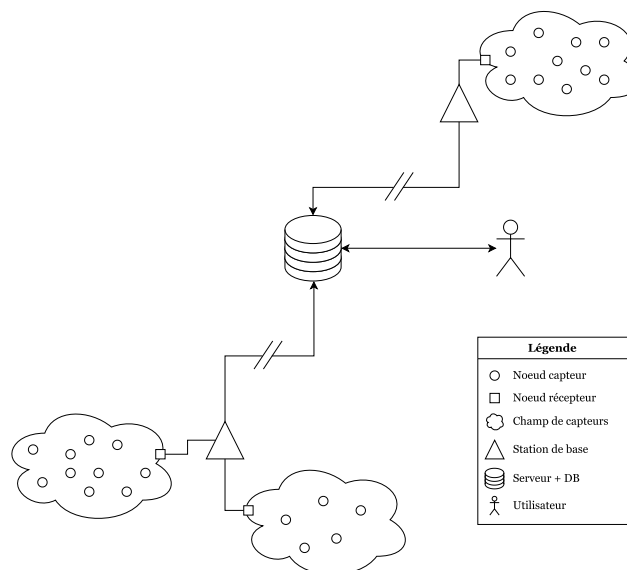 Légende
Noeud capteur
Noeud récepteur
Champ de capteurs
Station de base
Serveur + DB
Utilisateur